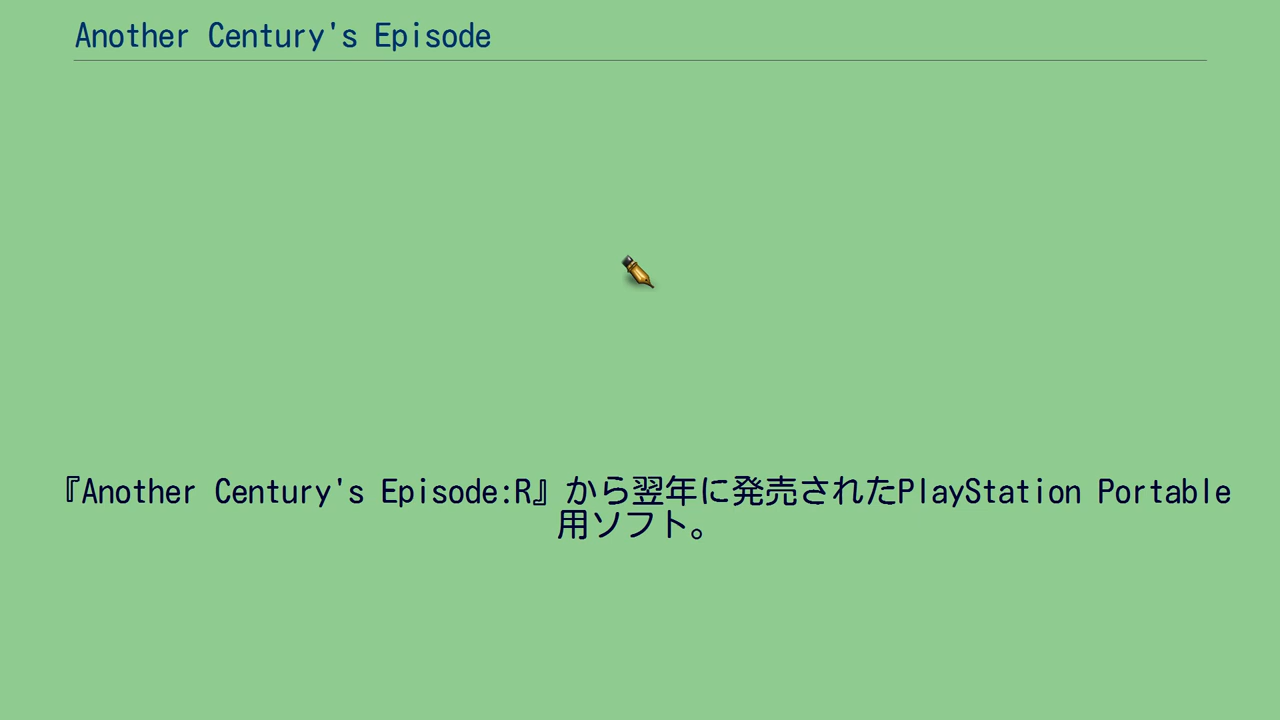 Another Century's Episode
『Another Century's Episode:R』から翌年に発売されたPlayStation Portable
用ソフト。